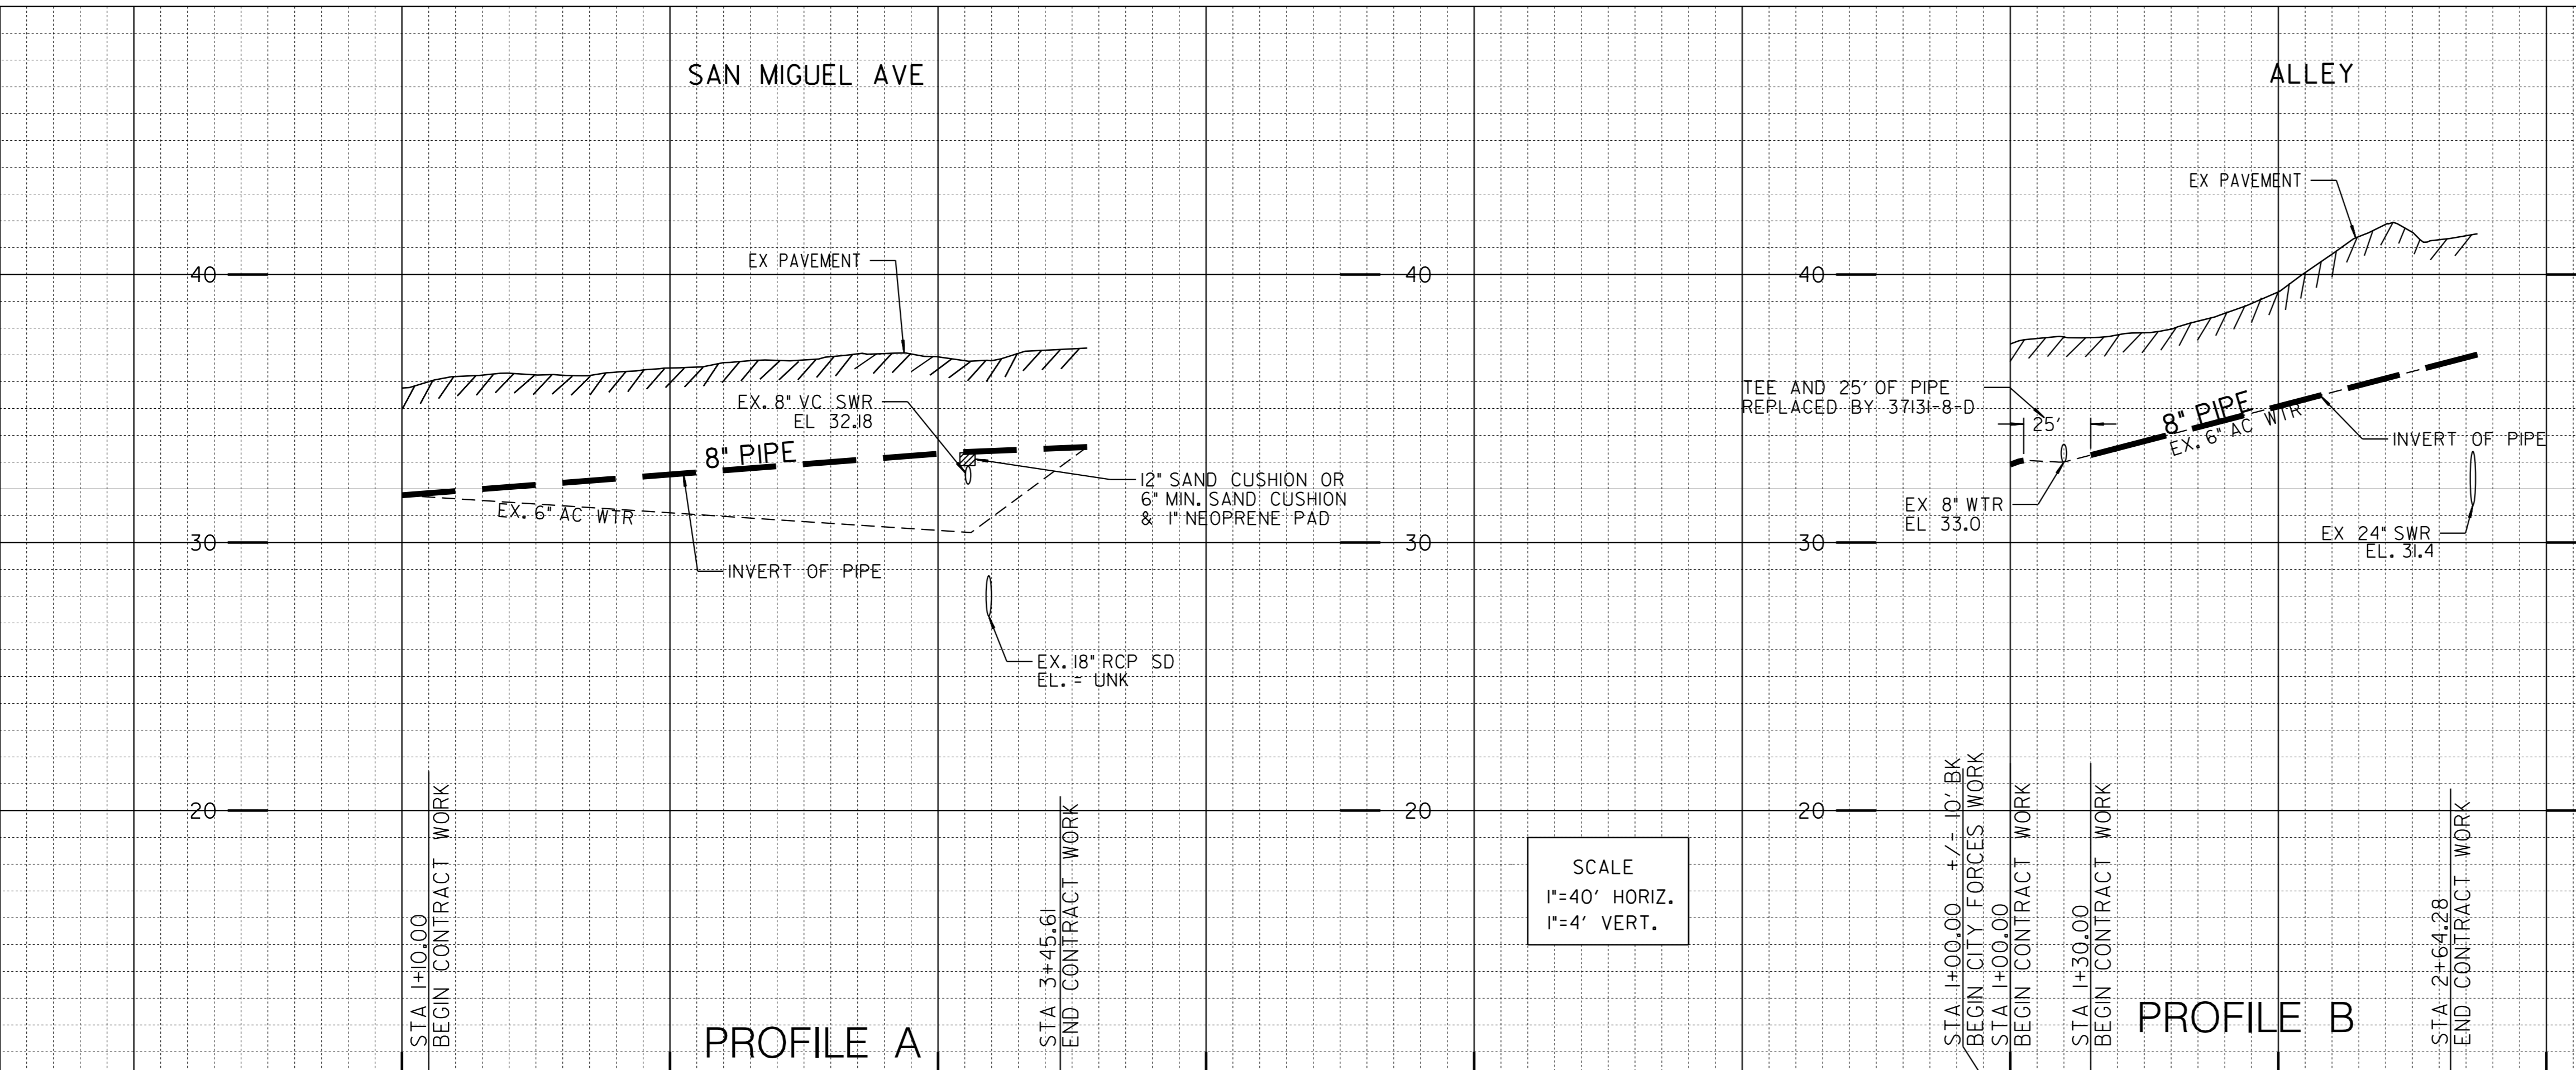 SAN MIGUEL AVE
ALLEY
EX PAVEMENT
40
EX PAVEMENT
40
40
EX. 8" VC SWR
EL 32.18
8" PIPE
TEE AND 25' OF PIPE
REPLACED BY 37131-8-D
25'
8" PIPE
EX. 6" AC WTR
INVERT OF PIPE
12" SAND CUSHION OR
6" MIN. SAND CUSHION
& 1" NEOPRENE PAD
EX. 6" AC WTR
EX 8" WTR
EL 33.0
EX 24" SWR
EL. 31.4
30
30
30
INVERT OF PIPE
EX. 18" RCP SD
EL. = UNK
20
20
20
SCALE
1"=40' HORIZ.
1"=4' VERT.
STA 1+10.00
BEGIN CONTRACT WORK
STA 3+45.61
END CONTRACT WORK
STA 1+00.00 +/- 10' BK
BEGIN CITY FORCES WORK
STA 1+00.00
BEGIN CONTRACT WORK
STA 1+30.00
BEGIN CONTRACT WORK
STA 2+64.28
END CONTRACT WORK
PROFILE A
PROFILE B